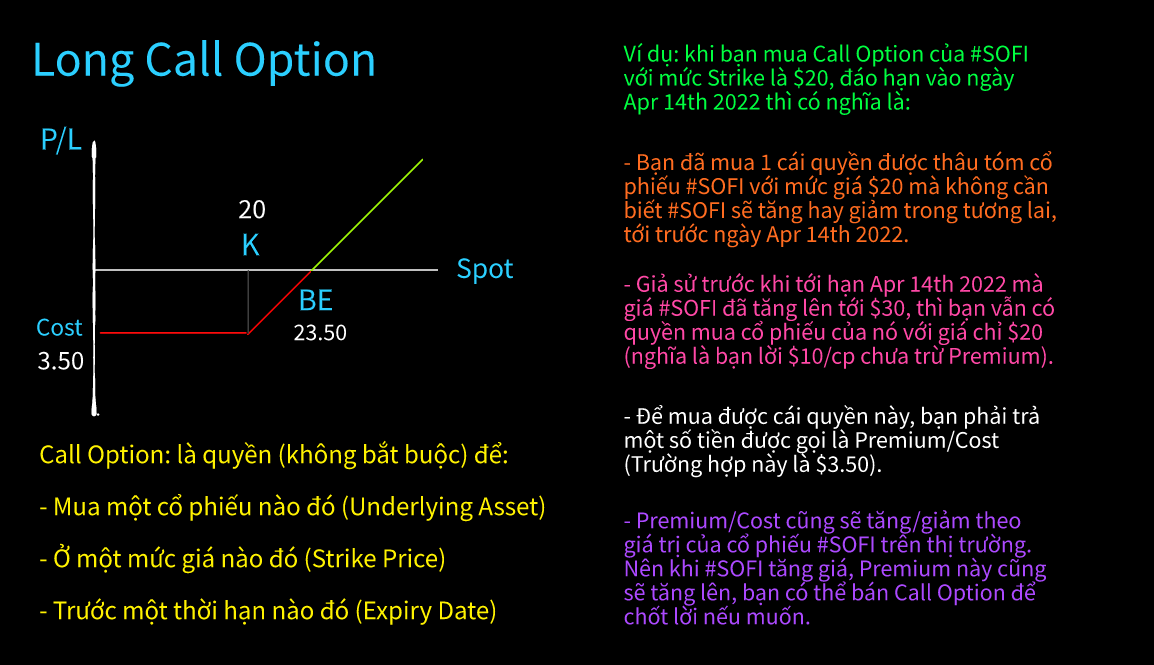 Long Call Option
P/L
20
K
Spot
BE
23.50
Cost
3.50
Call Option: là quyền (không bắt buộc) để:
- Mua một cổ phiếu nào đó (Underlying Asset)
- Ở một mức giá nào đó (Strike Price)
- Trước một thời hạn nào đó (Expiry Date)
Ví dụ: khi bạn mua Call Option của #SOFI
với mức Strike là $20, đáo hạn vào ngày
Apr 14th 2022 thì có nghĩa là:
- Bạn đã mua 1 cái quyền được thâu tóm cổ
phiếu #SOFI với mức giá $20 mà không cần
biết #SOFI sẽ tăng hay giảm trong tương lai,
tới trước ngày Apr 14th 2022.
- Giả sử trước khi tới hạn Apr 14th 2022 mà
giá #SOFI đã tăng lên tới $30, thì bạn vẫn có
quyền mua cổ phiếu của nó với giá chỉ $20
(nghĩa là bạn lời $10/cp chưa trừ Premium).
- Để mua được cái quyền này, bạn phải trả
một số tiền được gọi là Premium/Cost
(Trường hợp này là $3.50).
- Premium/Cost cũng sẽ tăng/giảm theo
giá trị của cổ phiếu #SOFI trên thị trường.
Nên khi #SOFI tăng giá, Premium này cũng
sẽ tăng lên, bạn có thể bán Call Option để
chốt lời nếu muốn.